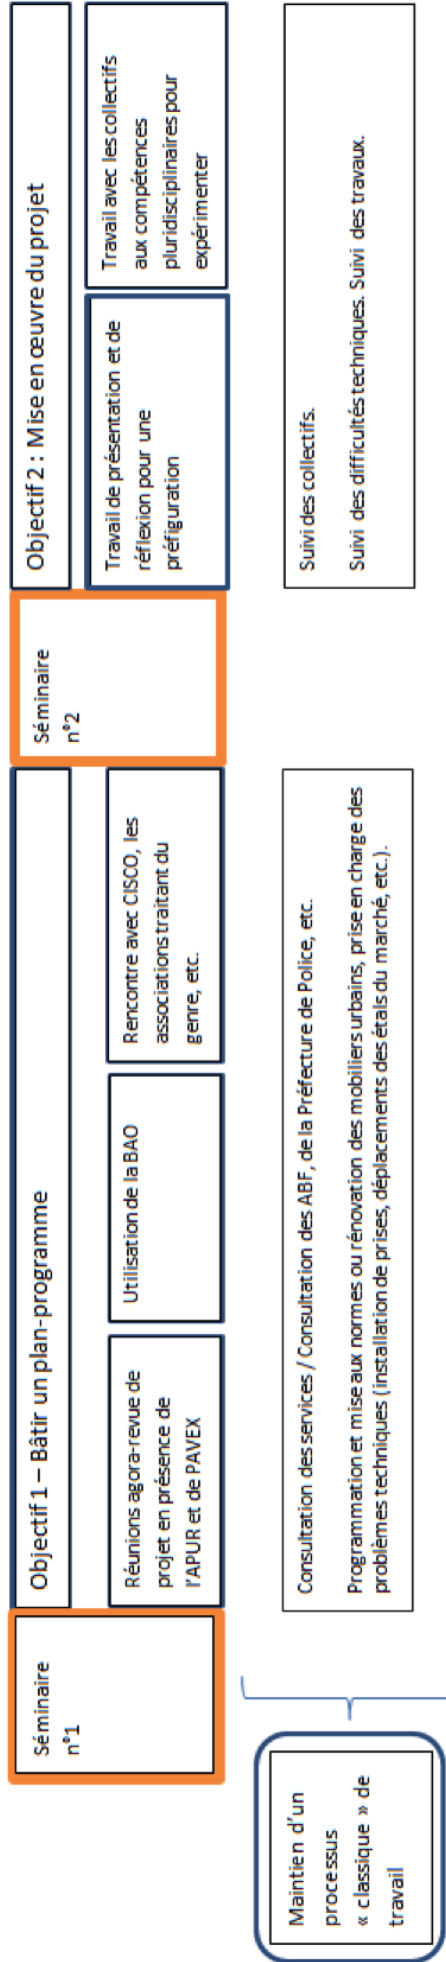 Séminaire
n°1
Objectif 1 – Bâtir un plan-programme
Réunions agora-revue de
projet en présence de
l'APUR et de PAVEX
Utilisation de la BAO
Rencontre avec CISCO, les
associations traitant du
genre, etc.
Séminaire
n°2
Objectif 2 : Mise en œuvre du projet
Travail de présentation et de
réflexion pour une
préfiguration
Travail avec les collectifs
aux compétences
pluridisciplinaires pour
expérimenter
Maintien d'un
processus
« classique » de
travail
Consultation des services / Consultation des ABF, de la Préfecture de Police, etc.
Programmation et mise aux normes ou rénovation des mobiliers urbains, prise en charge des
problèmes techniques (installation de prises, déplacements des étals du marché, etc.).
Suivi des collectifs.
Suivi des difficultés techniques. Suivi des travaux.